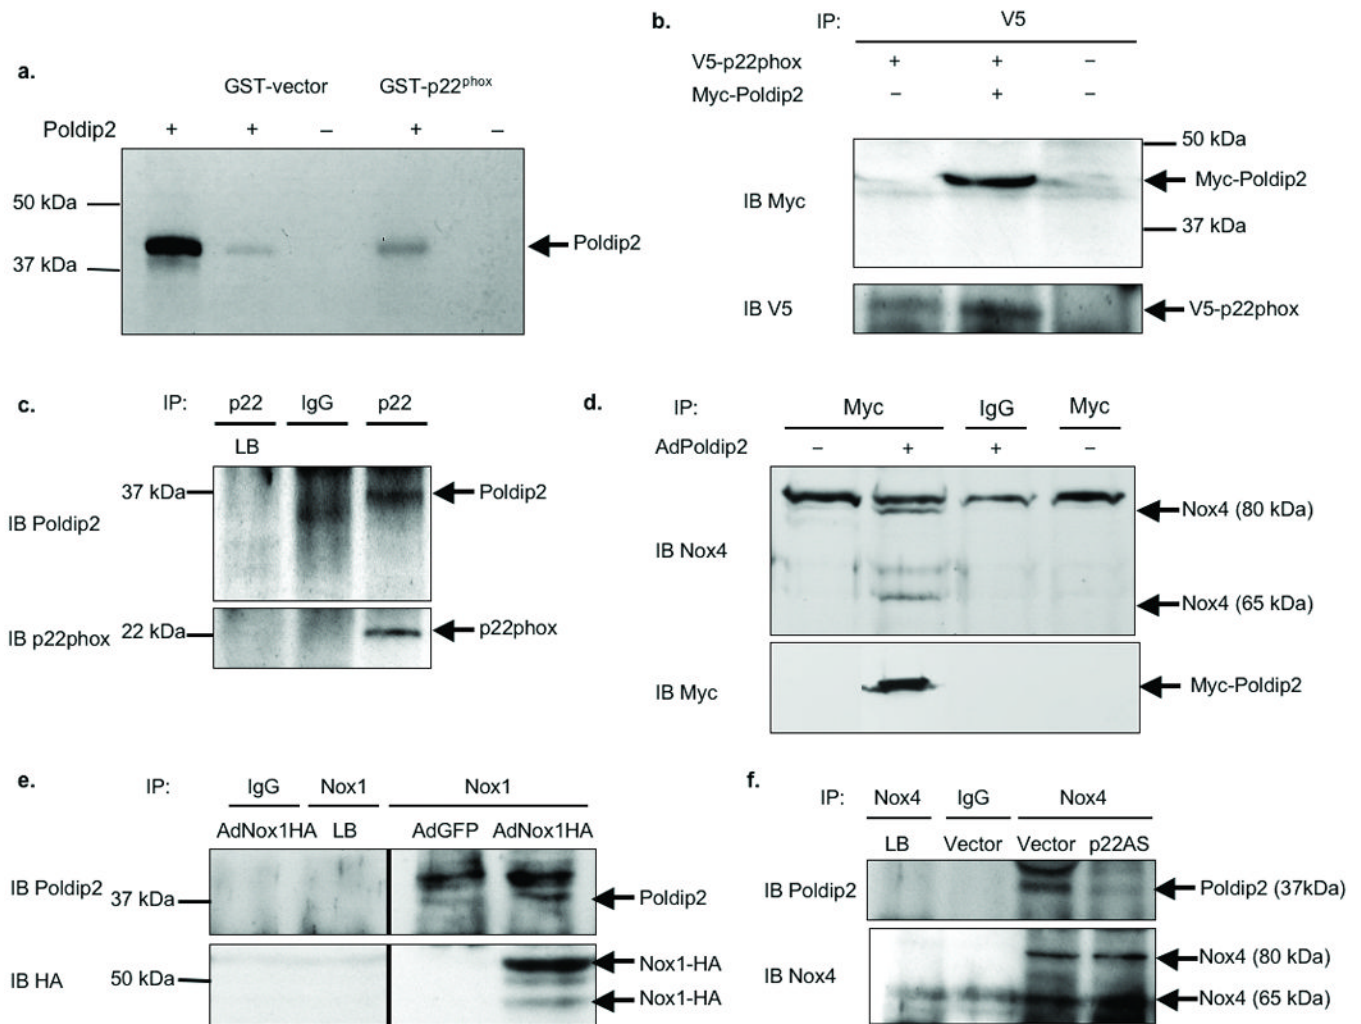 a.
GST-vector GST-p22phox
Poldip2 + + – + –
50 kDa
37 kDa
Poldip2
b.
IP: V5
V5-p22phox + + –
Myc-Poldip2 – + –
50 kDa
Myc-Poldip2
IB Myc
37 kDa
IB V5
V5-p22phox
c.
IP: p22 IgG p22
LB
37 kDa
Poldip2
IB Poldip2
IB p22phox
22 kDa
p22phox
d.
IP: Myc IgG Myc
AdPoldip2 – + + –
Nox4 (80 kDa)
IB Nox4
Nox4 (65 kDa)
IB Myc
Myc-Poldip2
e.
IP: IgG Nox1 Nox1
AdNox1HA LB AdGFP AdNox1HA
IB Poldip2
37 kDa
Poldip2
Nox1-HA
IB HA
50 kDa
Nox1-HA
f.
IP: Nox4 IgG Nox4
LB Vector Vector p22AS
IB Poldip2
Poldip2 (37kDa)
Nox4 (80 kDa)
IB Nox4
Nox4 (65 kDa)